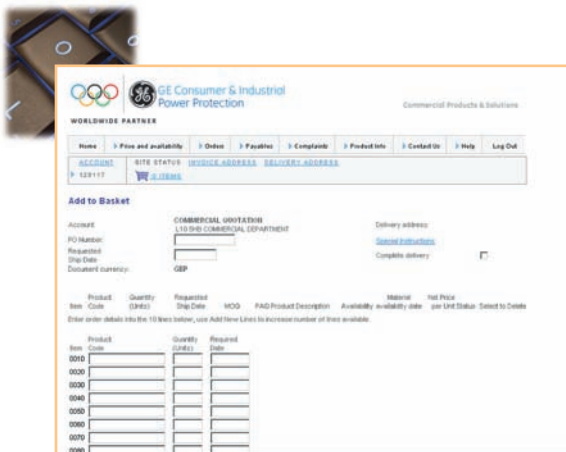 GE Consumer & Industrial
Power Protection
Commercial Products & Solutions
WORLDWIDE PARTNER
Home Price and availability Orders Payables Complaints Product Info Contact Us Help Log Out
ACCOUNT SITE STATUS INVOICE ADDRESS DELIVERY ADDRESS
129117 0 ITEMS
Add to Basket
Account COMMERCIAL QUOTATION Delivery address:
L10 5HB COMMERCIAL DEPARTMENT
PO Number: Special Instructions:
Requested Ship Date Complete delivery
Document currency: GBP
Item Product Code Quantity (Units) Requested Ship Date MOQ PAID Product Description Availability Material availability date Net Price per Unit Status Select to Delete
Enter order details into the 10 lines below, use Add New Lines to increase number of lines available.
Item Product Code Quantity (Units) Required Date
0010
0020
0030
0040
0050
0060
0070
0080